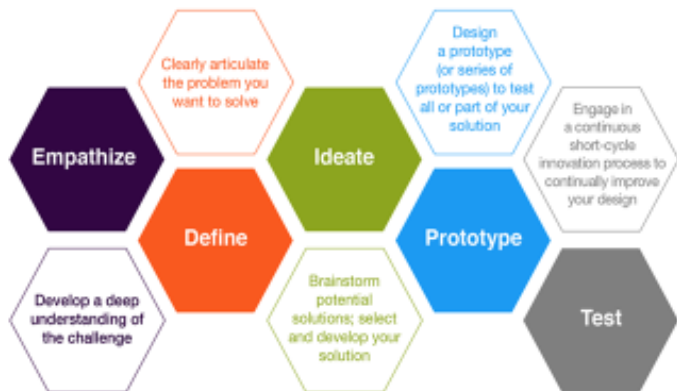 Empathize
Develop a deep
understanding of
the challenge
Clearly articulate
the problem you
want to solve
Define
Ideate
Brainstorm
potential
solutions; select
and develop your
solution
Design
a prototype
(or series of
prototypes) to test
all or part of your
solution
Prototype
Engage in
a continuous
short-cycle
innovation process to
continually improve
your design
Test